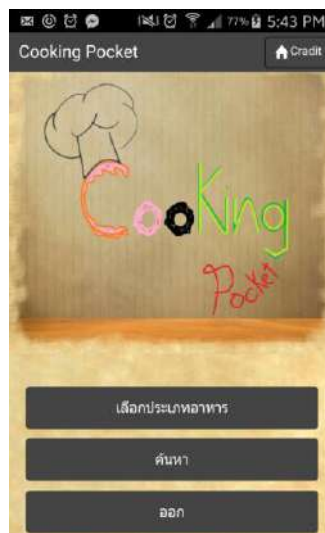 77% 5:43 PM
Cooking Pocket
Cradit
CooKing
Pocket
เลือกประเภทอาหาร
ค้นหา
ออก